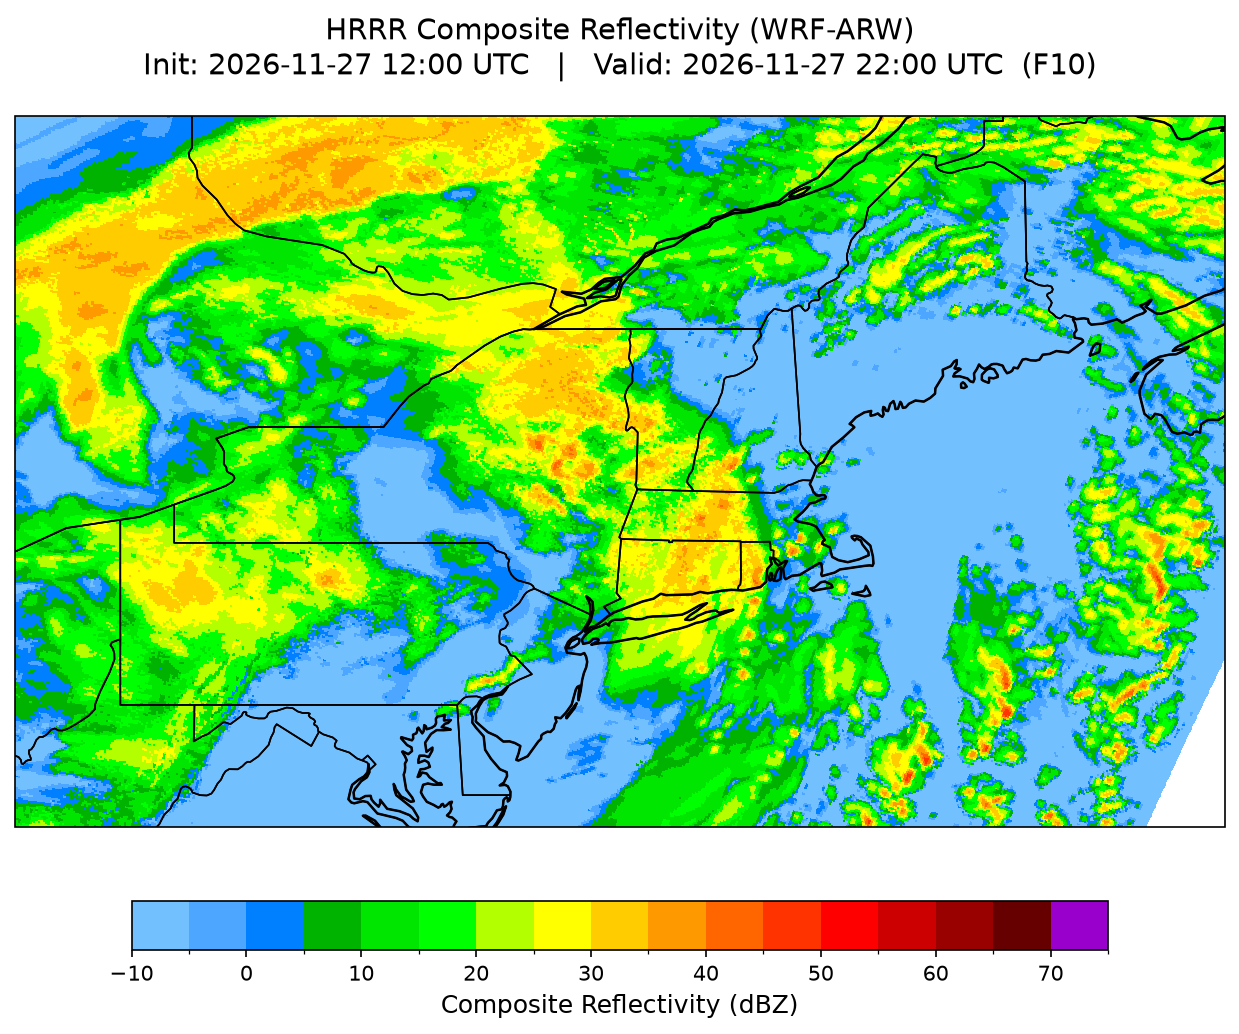 HRRR Composite Reflectivity (WRF-ARW)
Init: 2026-11-27 12:00 UTC | Valid: 2026-11-27 22:00 UTC (F10)
−10 0 10 20 30 40 50 60 70
Composite Reflectivity (dBZ)